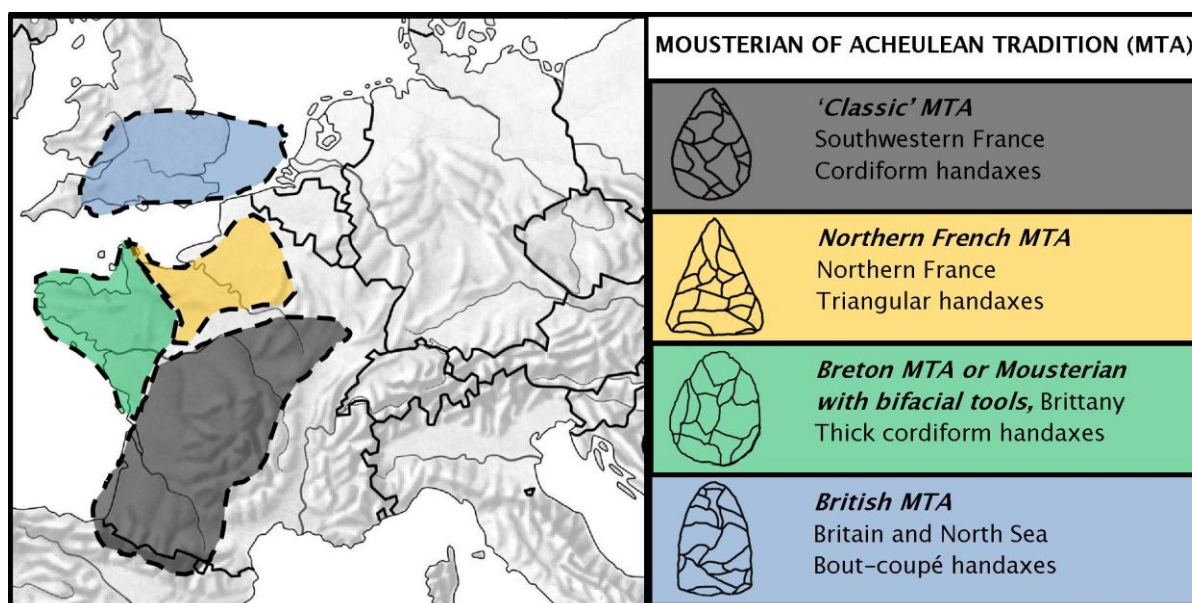 MOUSTERIAN OF ACHEULEAN TRADITION (MTA)
‘Classic’ MTA
Southwestern France
Cordiform handaxes
Northern French MTA
Northern France
Triangular handaxes
Breton MTA or Mousterian
with bifacial tools, Brittany
Thick cordiform handaxes
British MTA
Britain and North Sea
Bout-coupé handaxes